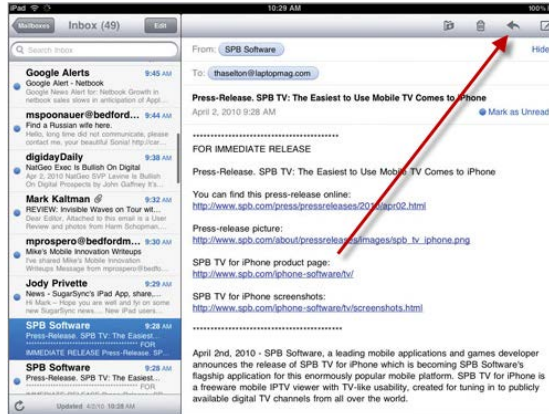 iPad
10:29 AM
100%
Mailboxes
Inbox (49)
Edit
Search Inbox
Google Alerts 9:45 AM
Google Alert - Netbook
Google News Alert for: Netbook Growth in
netbook sales slows in anticipation of Appl...
mspoonauer@bedford... 9:44 AM
Find a Russian wife here.
Hello, long time did not communicate, please
contact me, your beautiful Sonia! http://car...
digidayDaily 9:38 AM
NatGeo Exec Is Bullish On Digital
Apr 2, 2010 NatGeo SVP Levine Is Bullish
On Digital Prospects by John Gaffney It's...
Mark Kaltman 9:32 AM
REVIEW: Invisible Waves on Tour wit...
Dear Editor, Attached to this email is a User
Review and photos from Harm Schopman...
mprospero@bedfordm... 9:30 AM
Mike's Mobile Innovation Writeups
I've shared Mike's Mobile Innovation
Writeups Message from mprospero@bedfo...
Jody Privette 9:29 AM
News - SugarSync's iPad App, share,...
Hi Mark – Hope you are well and fyi on some
new SugarSync news.... New iPad users...
SPB Software 9:28 AM
Press-Release. SPB TV: The Easiest...
FOR
IMMEDIATE RELEASE Press-Release. SP...
SPB Software 9:28 AM
Press-Release. SPB TV: The Easiest...
FOR
Updated 4/5/10 10:28 AM
From: SPB Software
Hide
To: thaselton@laptopmag.com
Press-Release. SPB TV: The Easiest to Use Mobile TV Comes to iPhone
April 2, 2010 9:28 AM
Mark as Unread
******************************************
FOR IMMEDIATE RELEASE
Press-Release. SPB TV: The Easiest to Use Mobile TV Comes to iPhone
You can find this press-release online:
http://www.spb.com/press/pressreleases/2010/apr02.html
Press-release picture:
http://www.spb.com/about/pressreleases/images/spb_tv_iphone.png
SPB TV for iPhone product page:
http://www.spb.com/iphone-software/tv/
SPB TV for iPhone screenshots:
http://www.spb.com/iphone-software/tv/screenshots.html
******************************************
April 2nd, 2010 - SPB Software, a leading mobile applications and games developer
announces the release of SPB TV for iPhone which is becoming SPB Software's
flagship application for this enormously popular mobile platform. SPB TV for iPhone is
a freeware mobile IPTV viewer with TV-like usability, created for tuning in to publicly
available digital TV channels from all over the world.